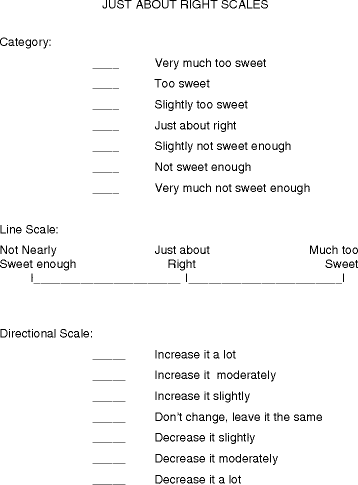 JUST ABOUT RIGHT SCALES
Category:
____ Very much too sweet
____ Too sweet
____ Slightly too sweet
____ Just about right
____ Slightly not sweet enough
____ Not sweet enough
____ Very much not sweet enough
Line Scale:
Not Nearly Just about Much too
Sweet enough Right Sweet
I______________________ I_______________________I
Directional Scale:
_____ Increase it a lot
_____ Increase it moderately
_____ Increase it slightly
_____ Don't change, leave it the same
_____ Decrease it slightly
_____ Decrease it moderately
_____ Decrease it a lot